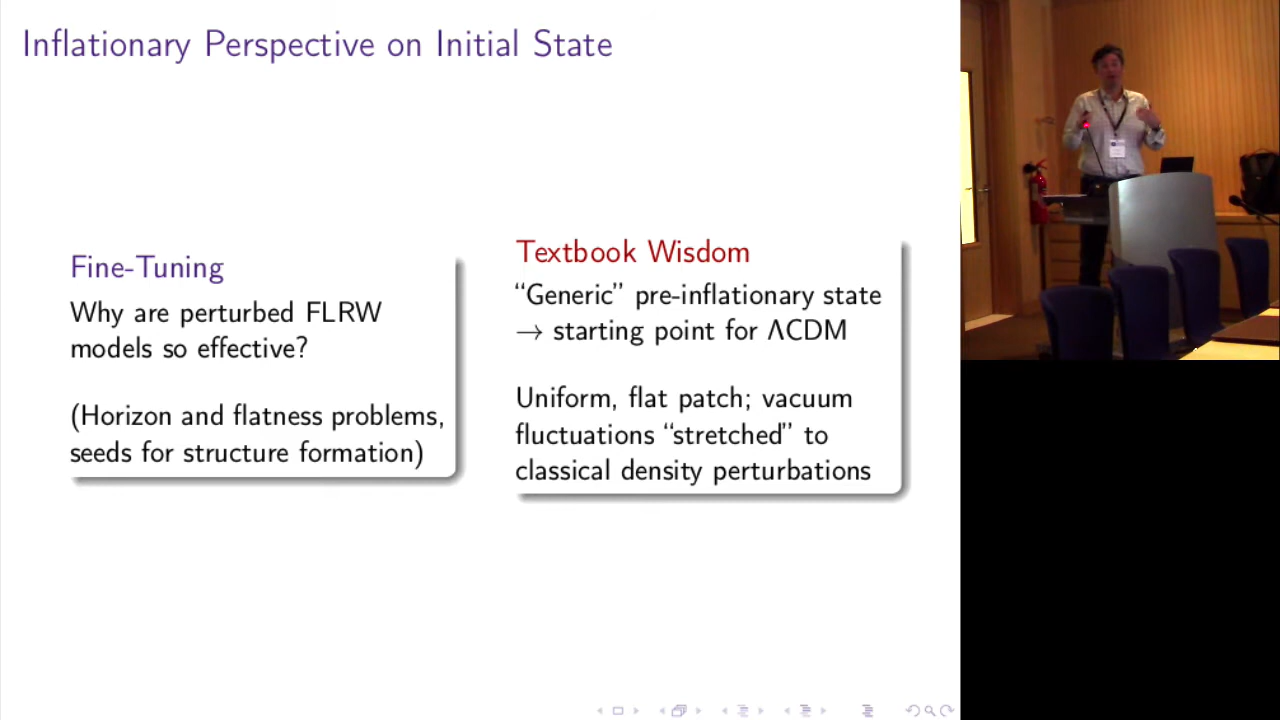 Inflationary Perspective on Initial State
Fine-Tuning
Why are perturbed FLRW
models so effective?
(Horizon and flatness problems,
seeds for structure formation)
Textbook Wisdom
“Generic” pre-inflationary state
→ starting point for ΛCDM
Uniform, flat patch; vacuum
fluctuations “stretched” to
classical density perturbations